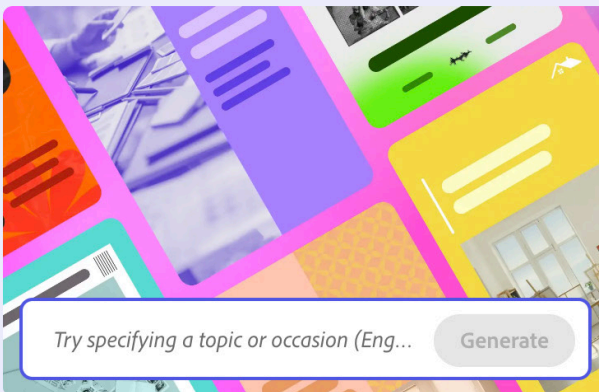 Try specifying a topic or occasion (Eng...
Generate